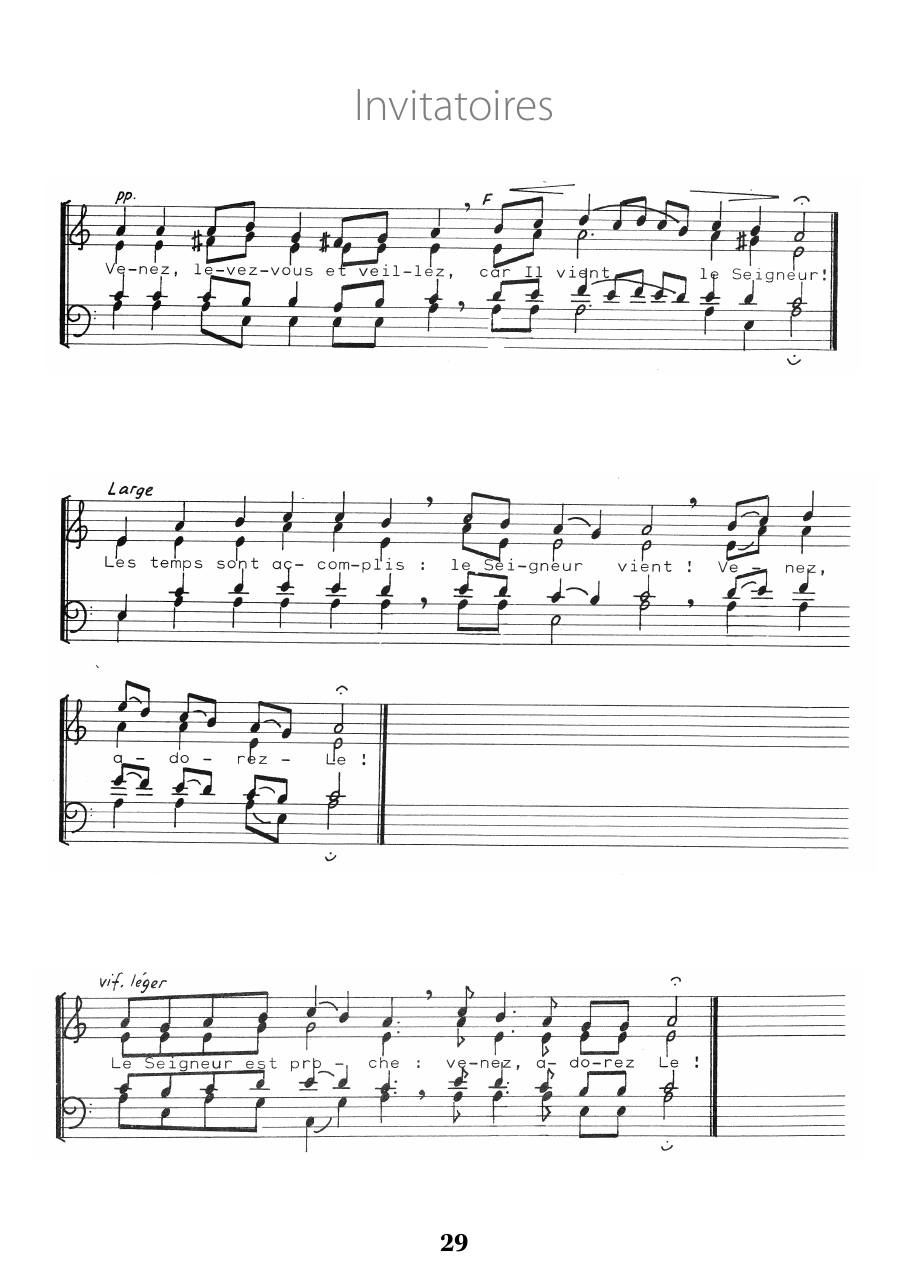 Invitatoires
pp.
F
Ve-nez, le-vez-vous et veil-lez, car Il vient le Seigneur!
Large
Les temps sont ac-com-plis : le Sei-gneur vient ! Ve - nez,
a - do - rez - Le !
vif. léger
Le Seigneur est pro - che : ve-nez, a-do-rez Le !
29